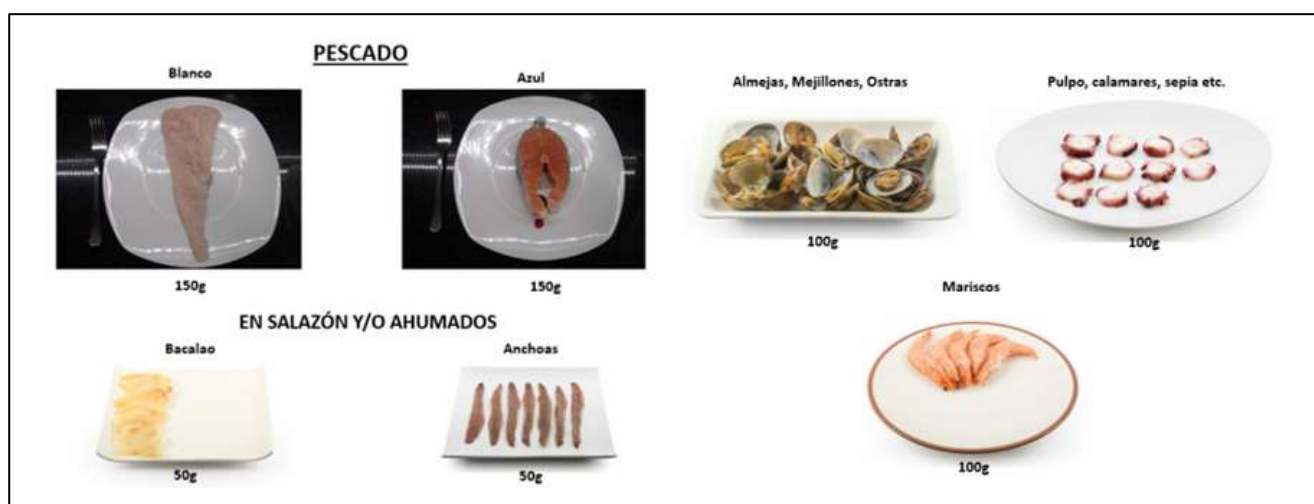 PESCADO
Blanco
Azul
150g
150g
EN SALAZÓN Y/O AHUMADOS
Bacalao
Anchoas
50g
50g
Almejas, Mejillones, Ostras
Pulpo, calamares, sepia etc.
100g
100g
Mariscos
100g